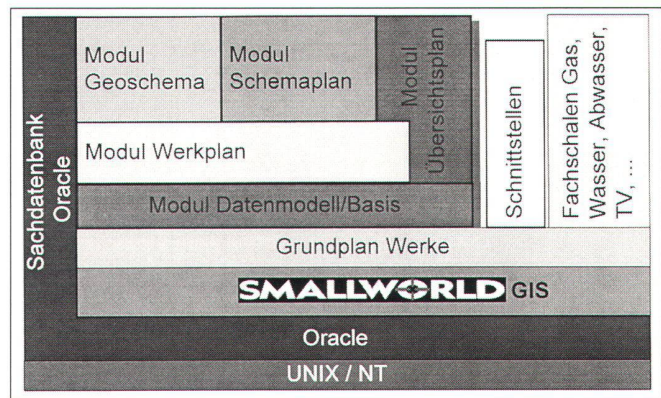 Sachdatenbank
Oracle
Modul
Geoschema
Modul
Schemaplan
Modul
Übersichtsplan
Modul Werkplan
Modul Datenmodell/Basis
Schnittstellen
Fachschalen Gas,
Wasser, Abwasser,
TV, ...
Grundplan Werke
SMALLWORLD GIS
Oracle
UNIX / NT